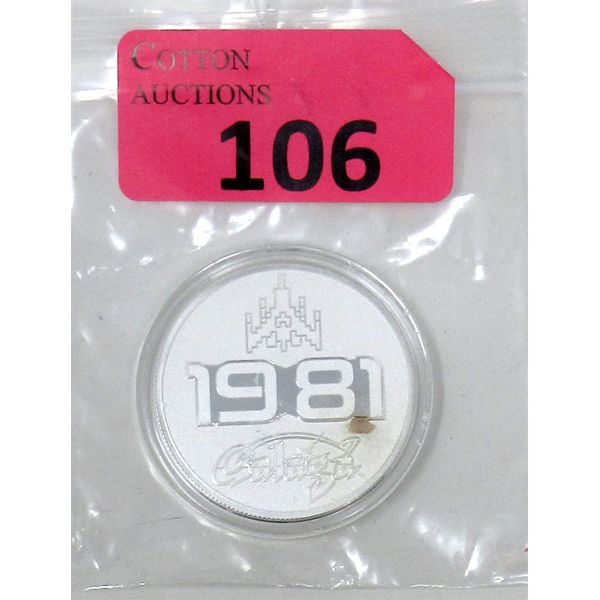 COTTON
AUCTIONS
106
1981
Galaga